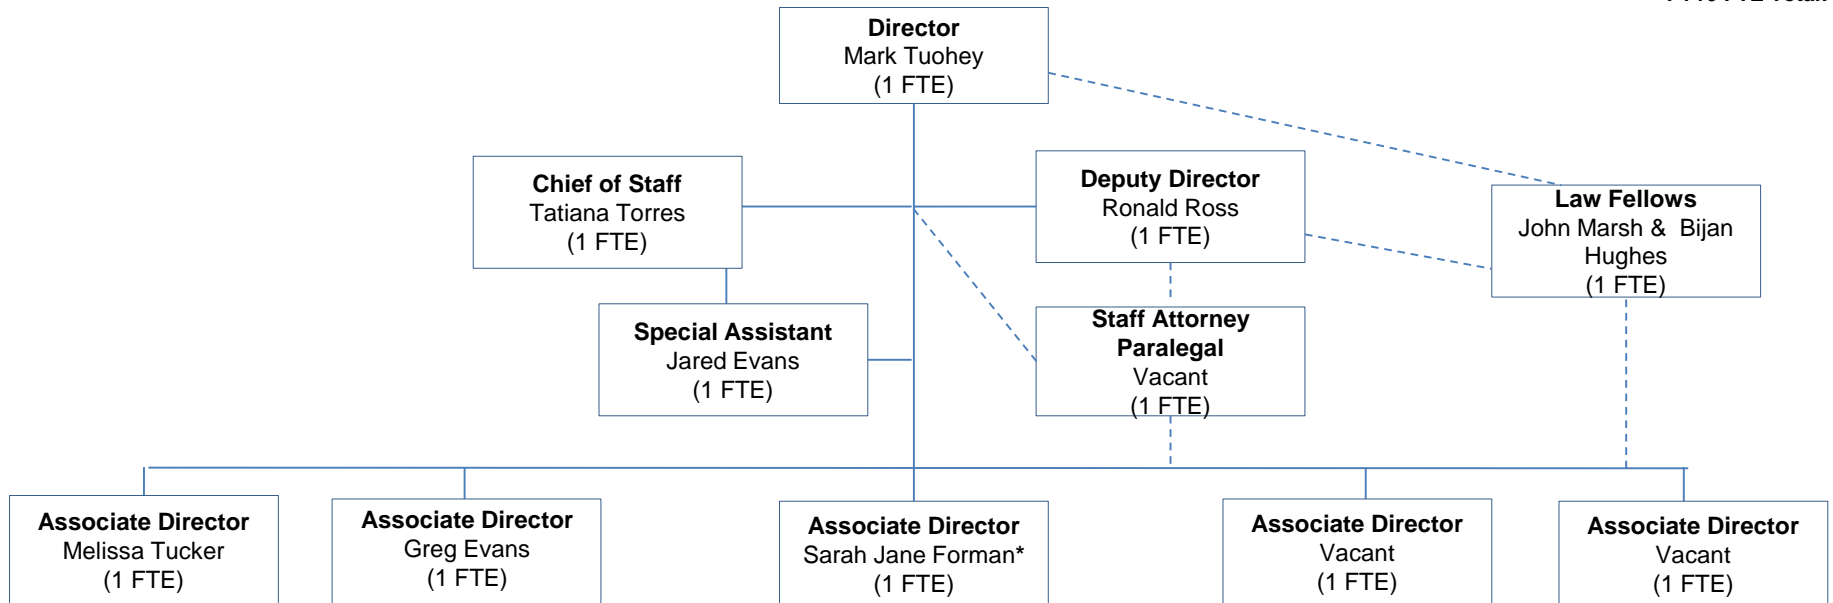 Director
Mark Tuohey
(1 FTE)
Chief of Staff
Tatiana Torres
(1 FTE)
Deputy Director
Ronald Ross
(1 FTE)
Law Fellows
John Marsh & Bijan
Hughes
(1 FTE)
Special Assistant
Jared Evans
(1 FTE)
Staff Attorney
Paralegal
Vacant
(1 FTE)
Associate Director
Melissa Tucker
(1 FTE)
Associate Director
Greg Evans
(1 FTE)
Associate Director
Sarah Jane Forman*
(1 FTE)
Associate Director
Vacant
(1 FTE)
Associate Director
Vacant
(1 FTE)